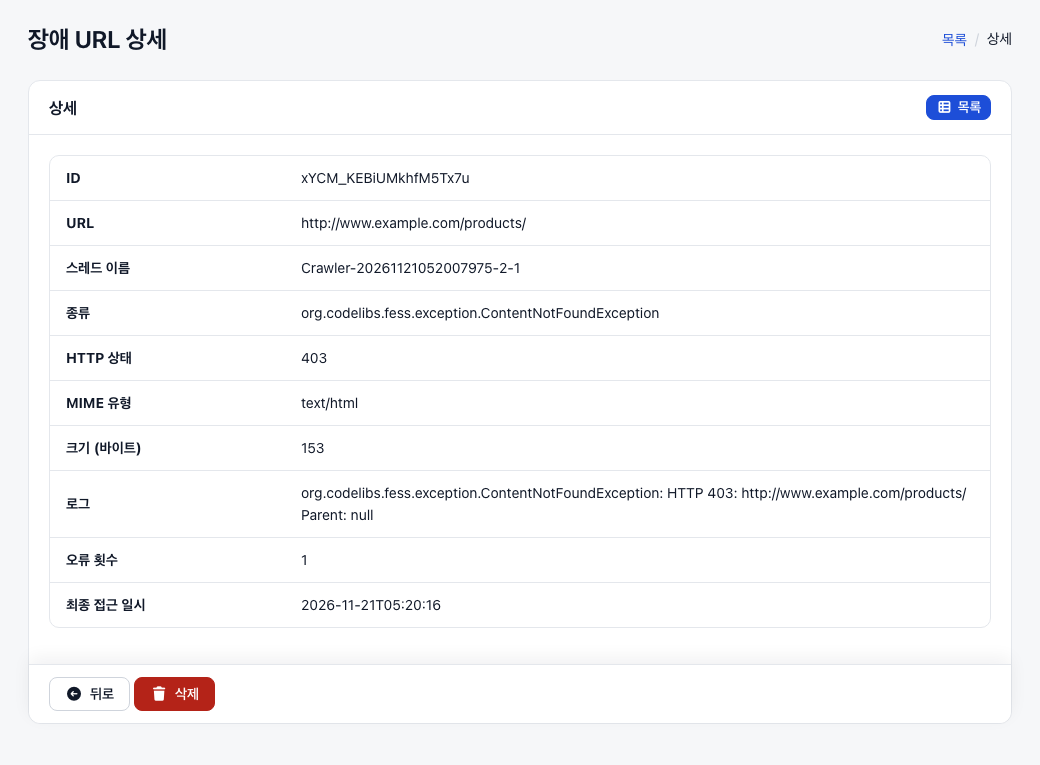 장애 URL 상세
목록 / 상세
상세
목록
ID xYCM_KEBiUMkhfM5Tx7u
URL http://www.example.com/products/
스레드 이름 Crawler-20261121052007975-2-1
종류 org.codelibs.fess.exception.ContentNotFoundException
HTTP 상태 403
MIME 유형 text/html
크기 (바이트) 153
로그 org.codelibs.fess.exception.ContentNotFoundException: HTTP 403: http://www.example.com/products/
Parent: null
오류 횟수 1
최종 접근 일시 2026-11-21T05:20:16
뒤로 삭제